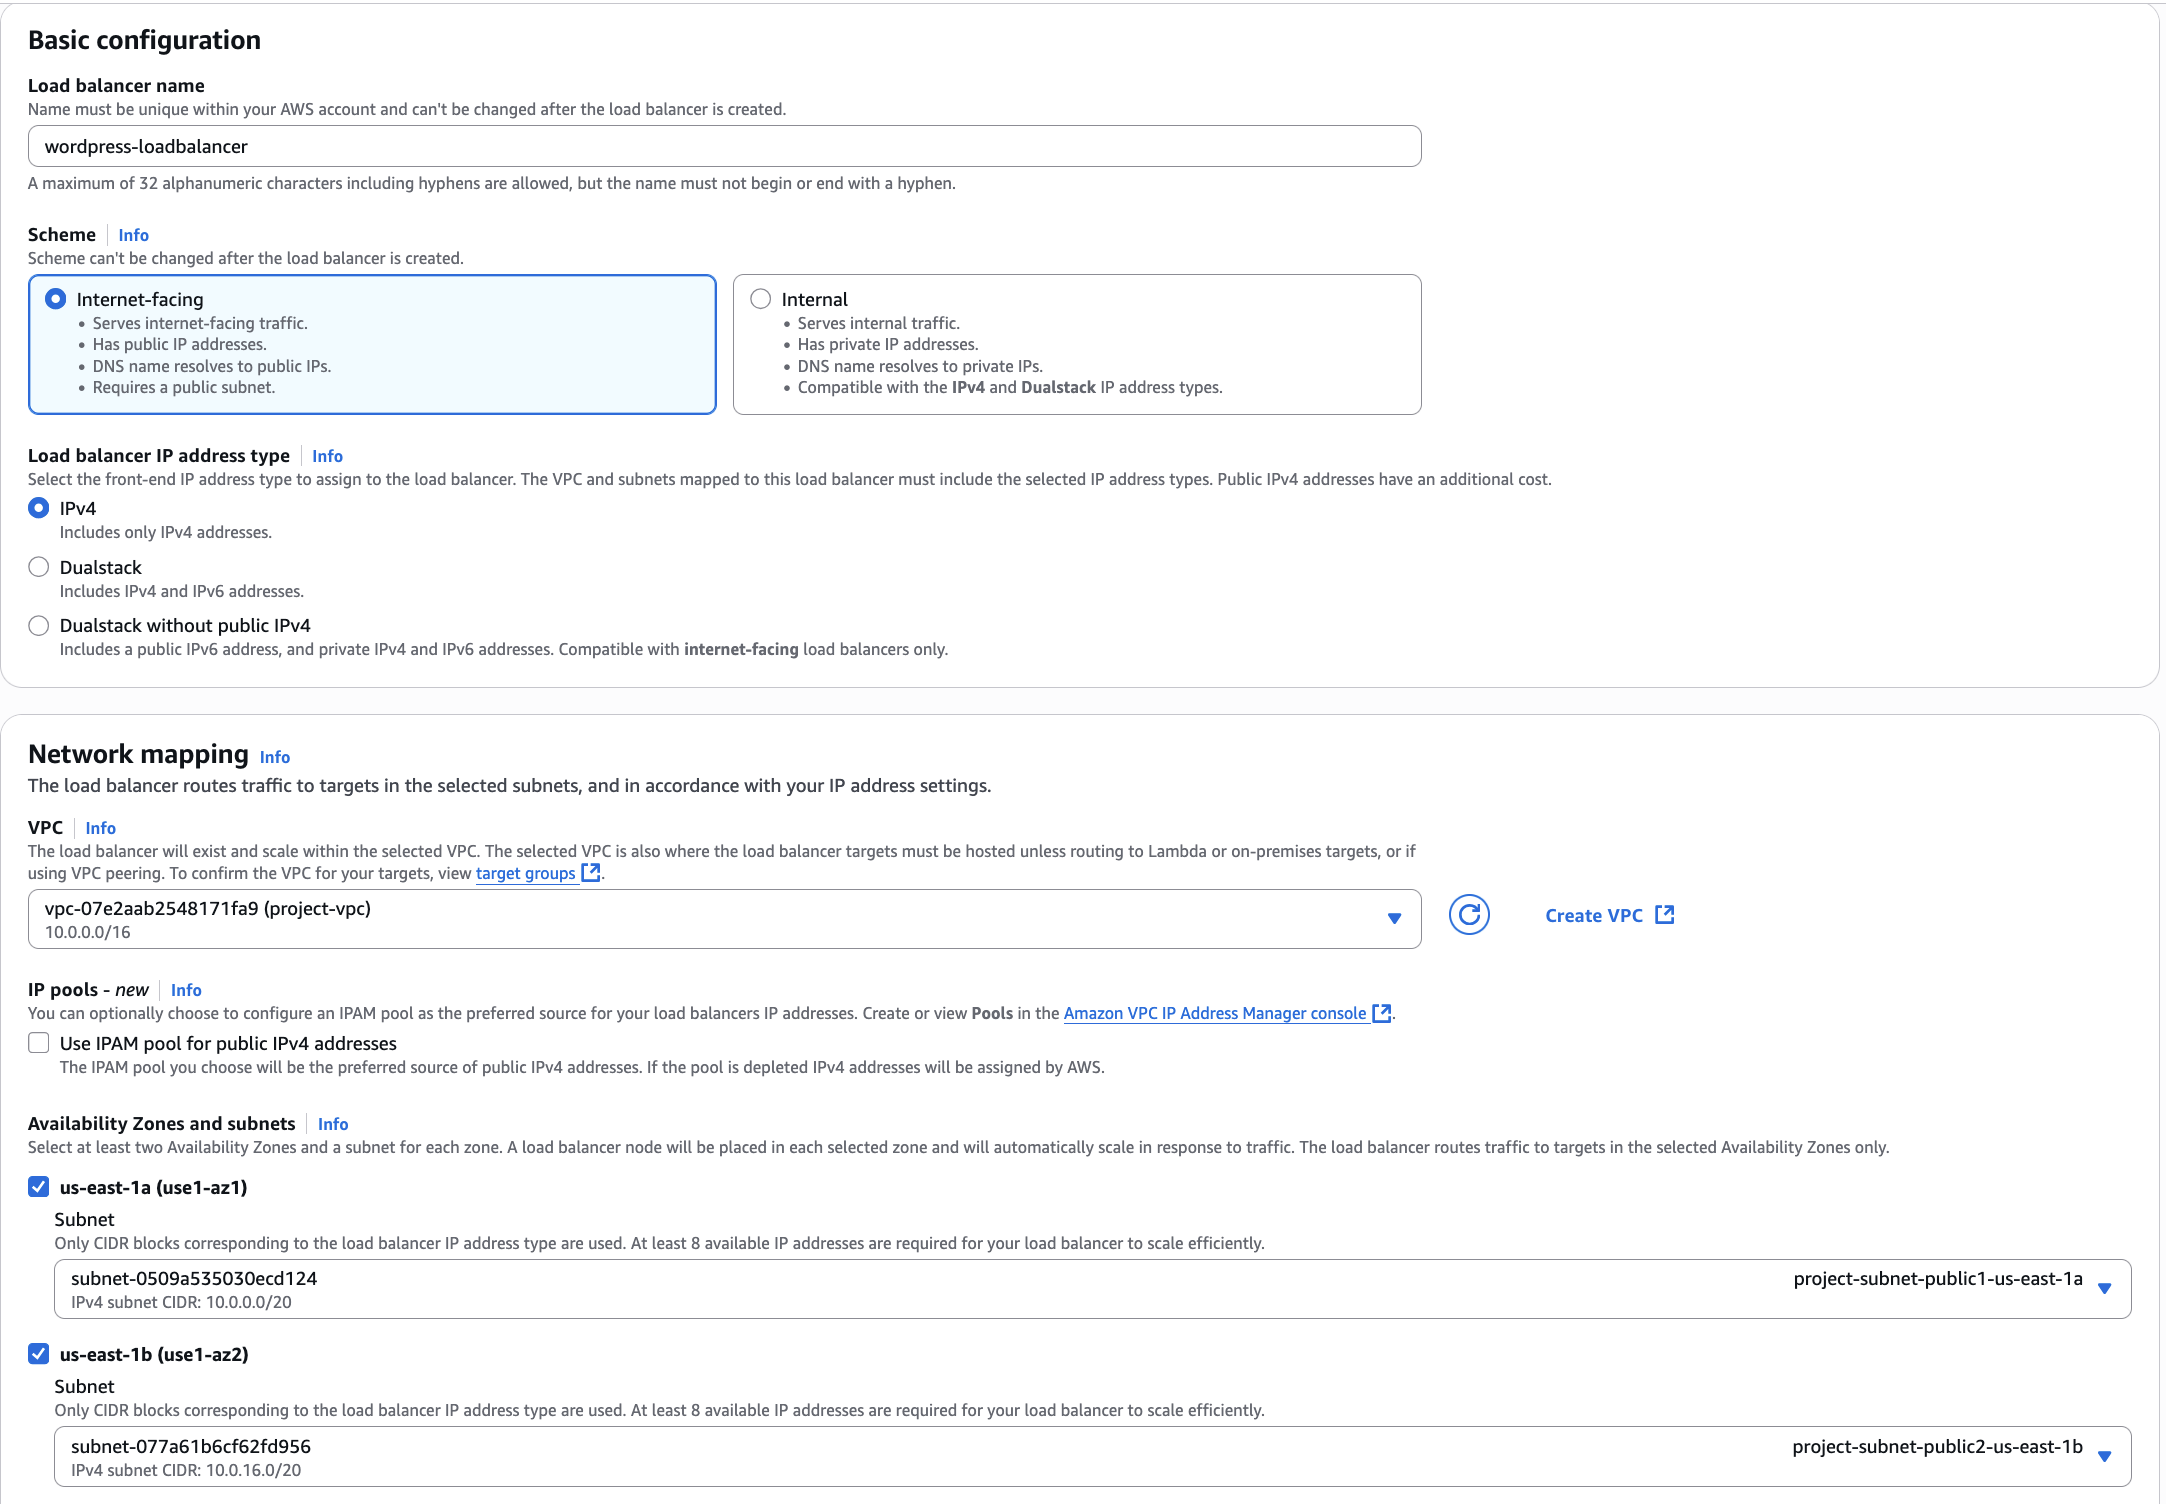 Basic configuration
Load balancer name
Name must be unique within your AWS account and can't be changed after the load balancer is created.
wordpress-loadbalancer
A maximum of 32 alphanumeric characters including hyphens are allowed, but the name must not begin or end with a hyphen.
Scheme Info
Scheme can't be changed after the load balancer is created.
Internet-facing
• Serves internet-facing traffic.
• Has public IP addresses.
• DNS name resolves to public IPs.
• Requires a public subnet.
Internal
• Serves internal traffic.
• Has private IP addresses.
• DNS name resolves to private IPs.
• Compatible with the IPv4 and Dualstack IP address types.
Load balancer IP address type Info
Select the front-end IP address type to assign to the load balancer. The VPC and subnets mapped to this load balancer must include the selected IP address types. Public IPv4 addresses have an additional cost.
IPv4
Includes only IPv4 addresses.
Dualstack
Includes IPv4 and IPv6 addresses.
Dualstack without public IPv4
Includes a public IPv6 address, and private IPv4 and IPv6 addresses. Compatible with internet-facing load balancers only.
Network mapping Info
The load balancer routes traffic to targets in the selected subnets, and in accordance with your IP address settings.
VPC Info
The load balancer will exist and scale within the selected VPC. The selected VPC is also where the load balancer targets must be hosted unless routing to Lambda or on-premises targets, or if
using VPC peering. To confirm the VPC for your targets, view target groups.
vpc-07e2aab2548171fa9 (project-vpc)
10.0.0.0/16
Create VPC
IP pools - new Info
You can optionally choose to configure an IPAM pool as the preferred source for your load balancers IP addresses. Create or view Pools in the Amazon VPC IP Address Manager console.
Use IPAM pool for public IPv4 addresses
The IPAM pool you choose will be the preferred source of public IPv4 addresses. If the pool is depleted IPv4 addresses will be assigned by AWS.
Availability Zones and subnets Info
Select at least two Availability Zones and a subnet for each zone. A load balancer node will be placed in each selected zone and will automatically scale in response to traffic. The load balancer routes traffic to targets in the selected Availability Zones only.
us-east-1a (use1-az1)
Subnet
Only CIDR blocks corresponding to the load balancer IP address type are used. At least 8 available IP addresses are required for your load balancer to scale efficiently.
subnet-0509a535030ecd124 project-subnet-public1-us-east-1a
IPv4 subnet CIDR: 10.0.0.0/20
us-east-1b (use1-az2)
Subnet
Only CIDR blocks corresponding to the load balancer IP address type are used. At least 8 available IP addresses are required for your load balancer to scale efficiently.
subnet-077a61b6cf62fd956 project-subnet-public2-us-east-1b
IPv4 subnet CIDR: 10.0.16.0/20